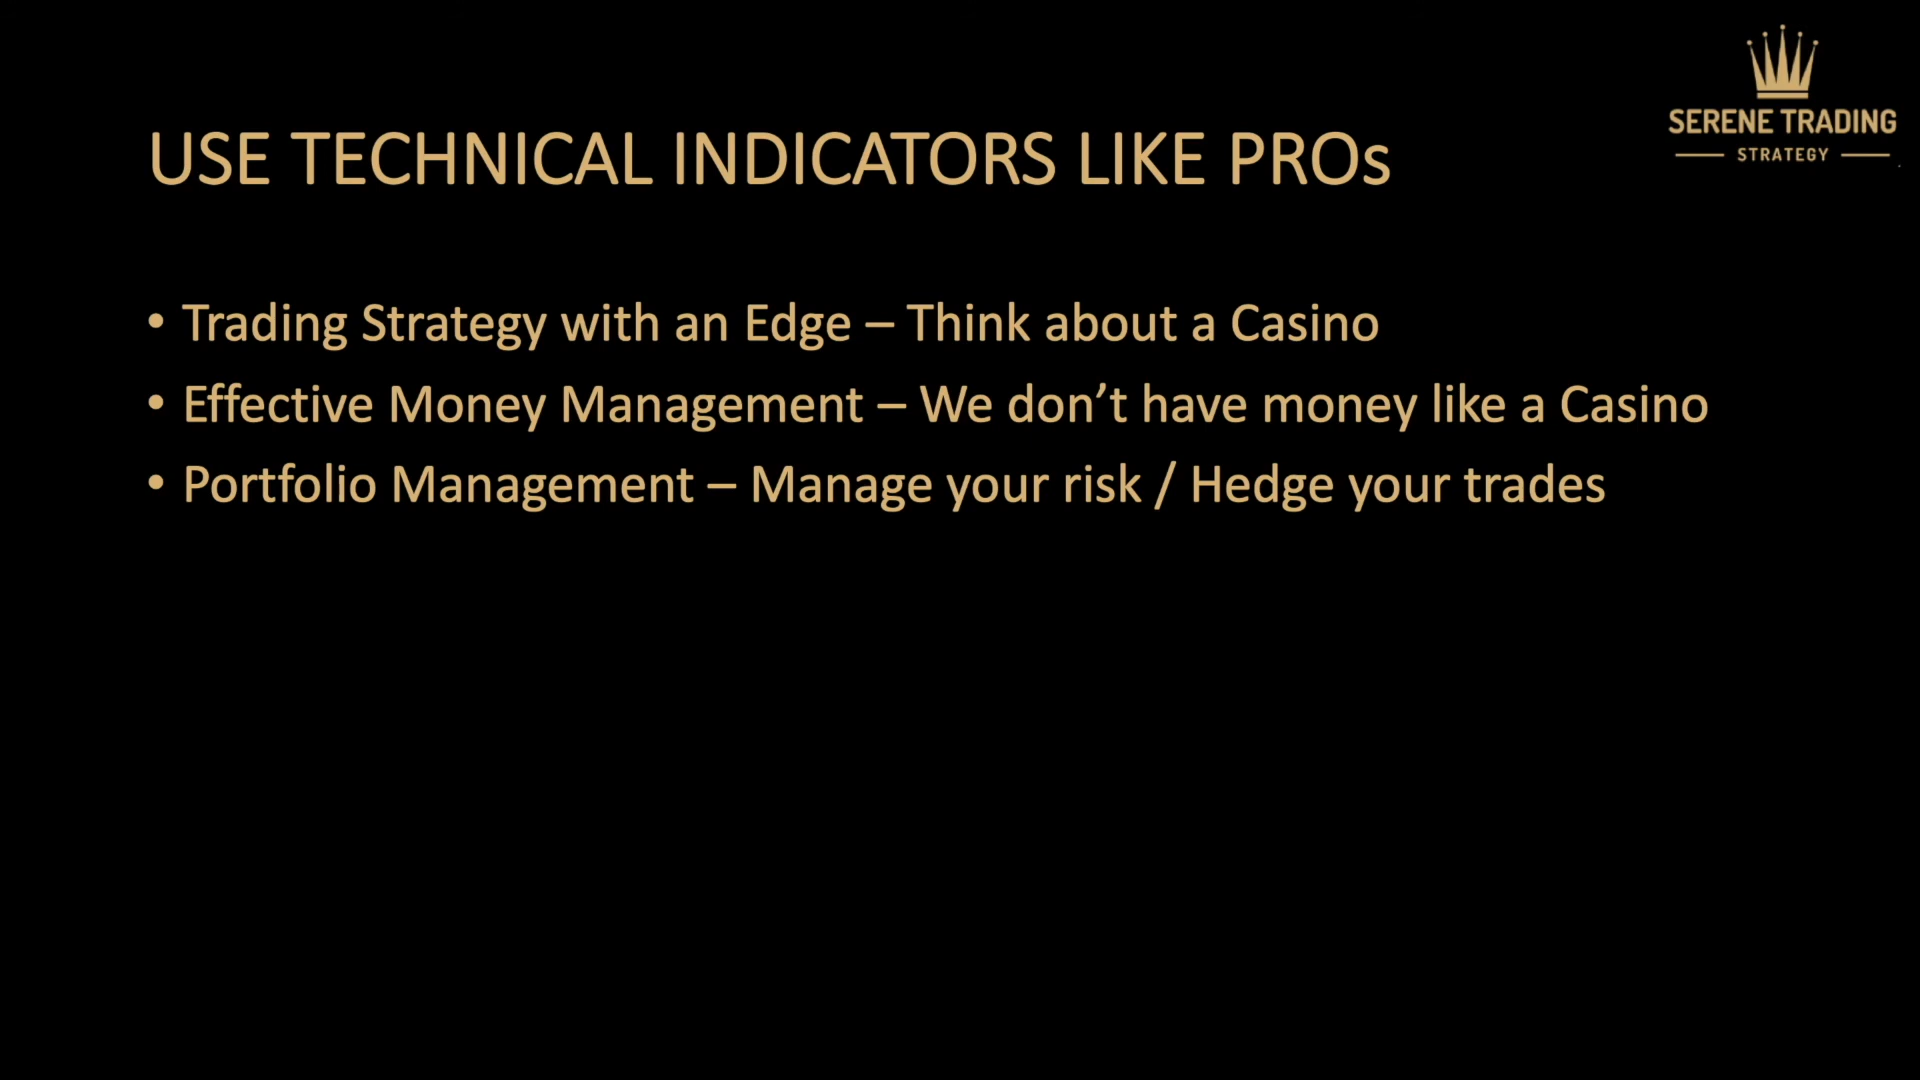 SERENE TRADING
STRATEGY
USE TECHNICAL INDICATORS LIKE PROs
• Trading Strategy with an Edge – Think about a Casino
• Effective Money Management – We don’t have money like a Casino
• Portfolio Management – Manage your risk / Hedge your trades